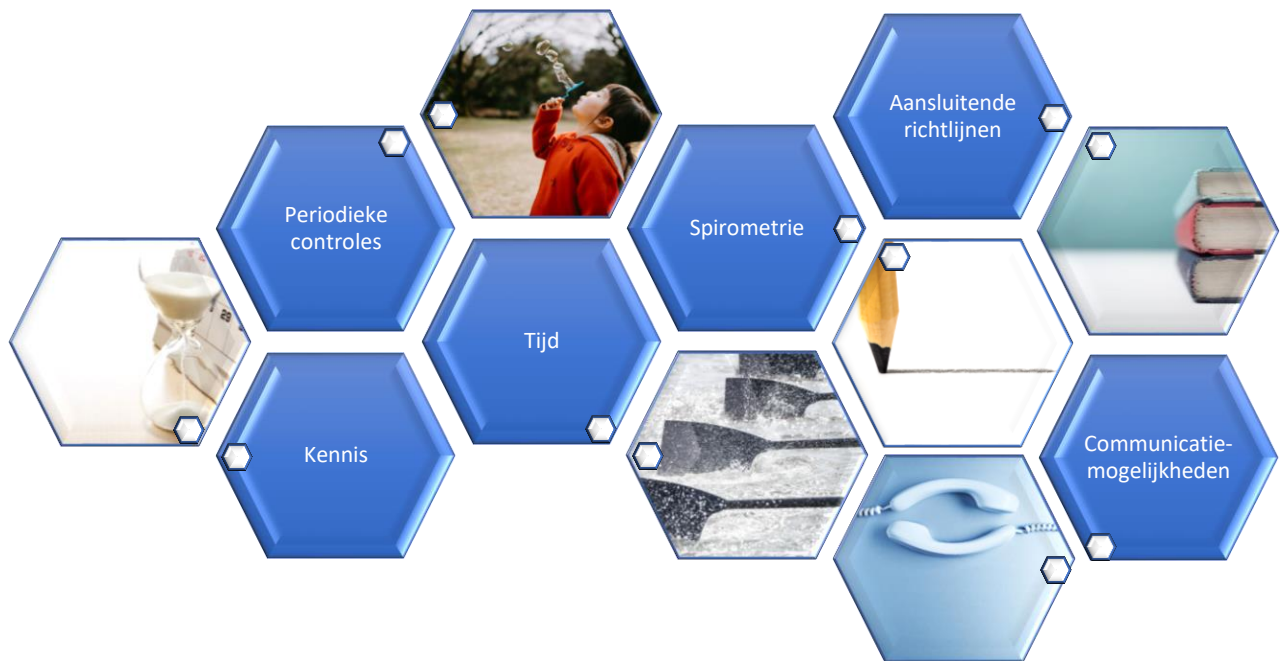 Aansluitende
richtlijnen
Periodieke
controles
Spirometrie
Tijd
Kennis
Communicatie-
mogelijkheden